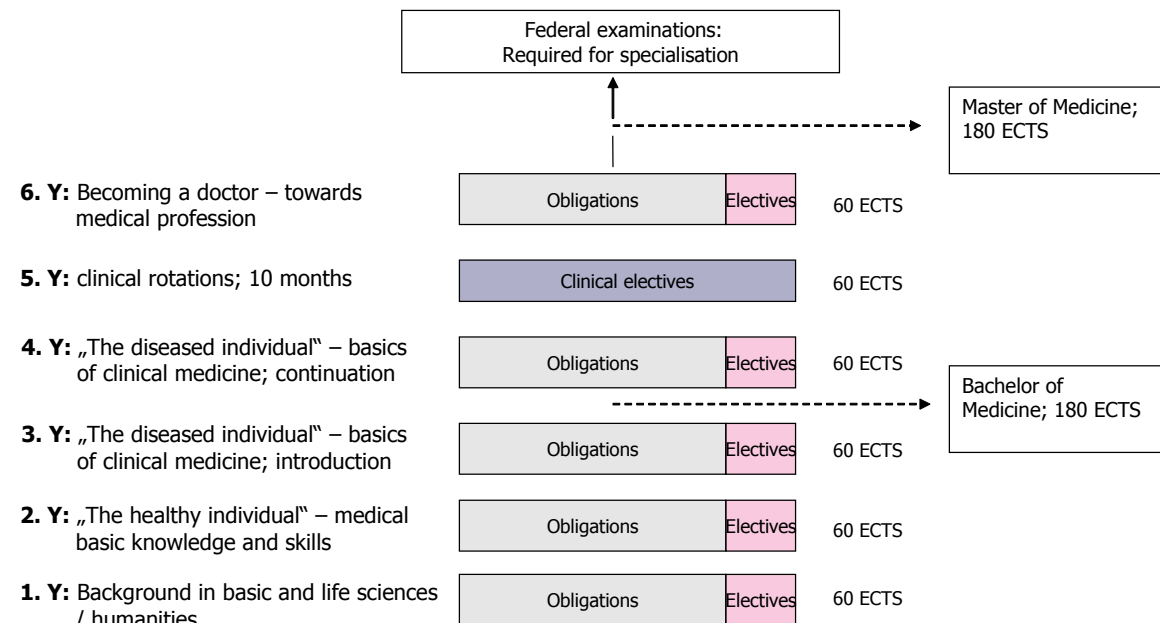 Federal examinations:
Required for specialisation
Master of Medicine;
180 ECTS
6. Y: Becoming a doctor – towards
medical profession
Obligations
Electives
60 ECTS
5. Y: clinical rotations; 10 months
Clinical electives
60 ECTS
4. Y: „The diseased individual“ – basics
of clinical medicine; continuation
Obligations
Electives
60 ECTS
Bachelor of
Medicine; 180 ECTS
3. Y: „The diseased individual“ – basics
of clinical medicine; introduction
Obligations
Electives
60 ECTS
2. Y: „The healthy individual“ – medical
basic knowledge and skills
Obligations
Electives
60 ECTS
1. Y: Background in basic and life sciences
/ humanities
Obligations
Electives
60 ECTS